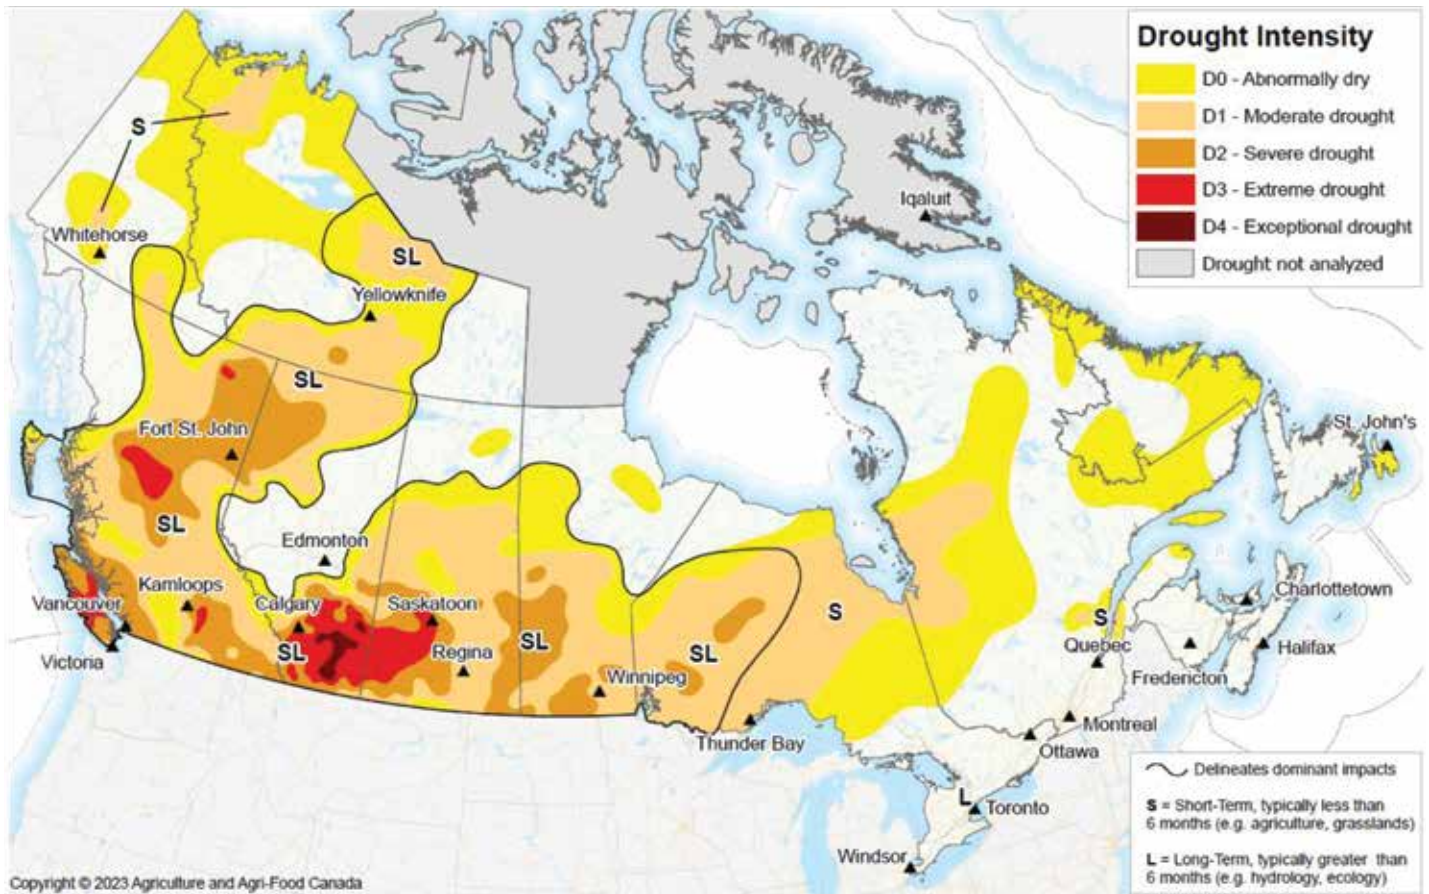 Drought Intensity
D0 - Abnormally dry
D1 - Moderate drought
D2 - Severe drought
D3 - Extreme drought
D4 - Exceptional drought
Drought not analyzed
S
Iqaluit
Whitehorse
SL
Yellowknife
SL
Fort St. John
St. John's
SL
Edmonton
Kamloops
Charlottetown
Vancouver
Calgary
Saskatoon
S
S
Victoria
SL
Regina
SL
SL
Quebec
Halifax
Winnipeg
Fredericton
Thunder Bay
Montreal
Ottawa
L
Toronto
Windsor
Delineates dominant impacts
S = Short-Term, typically less than
6 months (e.g. agriculture, grasslands)
L = Long-Term, typically greater than
6 months (e.g. hydrology, ecology)
Copyright © 2023 Agriculture and Agri-Food Canada